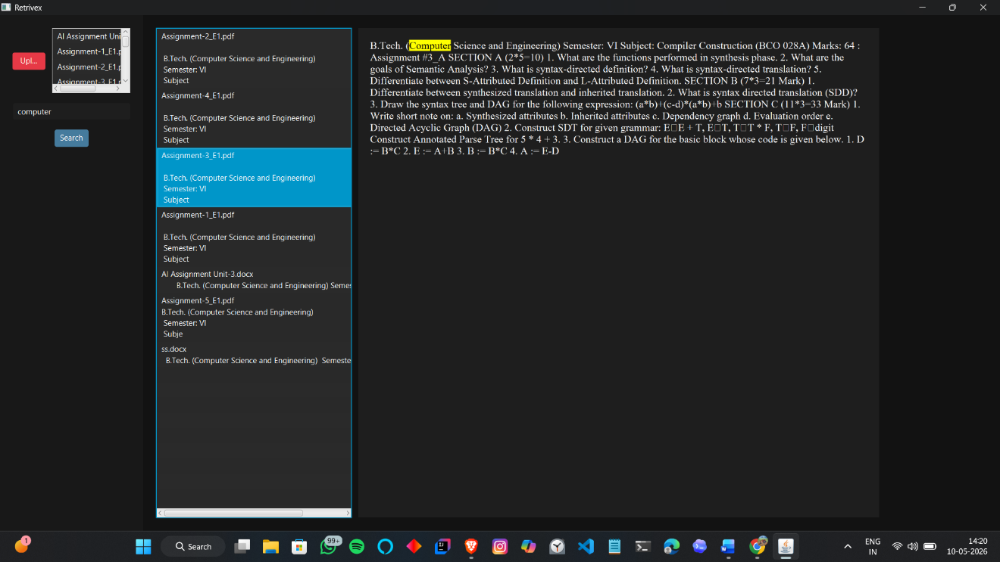 Retrivex
Upl...
AI Assignment Uni
Assignment-1_E1.p
Assignment-2_E1.p
Assignment-3_E1.p
computer
Search
Assignment-2_E1.pdf
B.Tech. (Computer Science and Engineering)
Semester: VI
Subject
Assignment-4_E1.pdf
B.Tech. (Computer Science and Engineering)
Semester: VI
Subject
Assignment-3_E1.pdf
B.Tech. (Computer Science and Engineering)
Semester: VI
Subject
Assignment-1_E1.pdf
B.Tech. (Computer Science and Engineering)
Semester: VI
Subject
AI Assignment Unit-3.docx
B.Tech. (Computer Science and Engineering) Semes
Assignment-5_E1.pdf
B.Tech. (Computer Science and Engineering)
Semester: VI
Subje
ss.docx
B.Tech. (Computer Science and Engineering) Semeste
B.Tech. (Computer Science and Engineering) Semester: VI Subject: Compiler Construction (BCO 028A) Marks: 64 :
Assignment #3_A SECTION A (2*5=10) 1. What are the functions performed in synthesis phase. 2. What are the
goals of Semantic Analysis? 3. What is syntax-directed definition? 4. What is syntax-directed translation? 5.
Differentiate between S-Attributed Definition and L-Attributed Definition. SECTION B (7*3=21 Mark) 1.
Differentiate between synthesized translation and inherited translation. 2. What is syntax directed translation (SDD)?
3. Draw the syntax tree and DAG for the following expression: (a*b)+(c-d)*(a*b)+b SECTION C (11*3=33 Mark) 1.
Write short note on: a. Synthesized attributes b. Inherited attributes c. Dependency graph d. Evaluation order e.
Directed Acyclic Graph (DAG) 2. Construct SDT for given grammar: E□E + T, E□T, T□T * F, T□F, F□digit
Construct Annotated Parse Tree for 5 * 4 + 3. 3. Construct a DAG for the basic block whose code is given below. 1. D
:= B*C 2. E := A+B 3. B := B*C 4. A := E-D
1
Search
99+
ENG
IN
14:20
10-05-2026